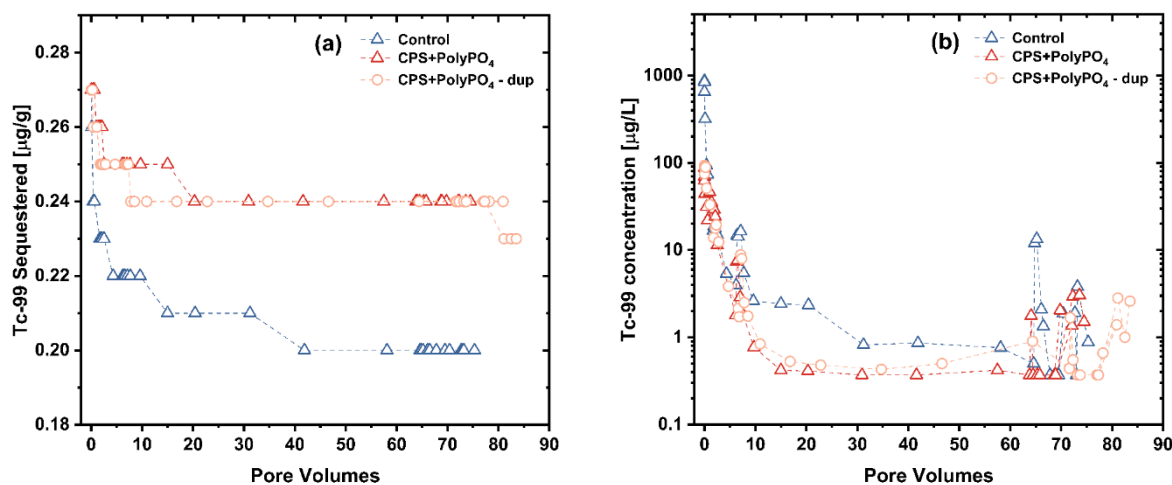 (a)
Control
CPS+PolyPO₄
CPS+PolyPO₄ - dup
Tc-99 Sequestered [µg/g]
0.28
0.26
0.24
0.22
0.20
0.18
0 10 20 30 40 50 60 70 80 90
Pore Volumes
(b)
Control
CPS+PolyPO₄
CPS+PolyPO₄ - dup
Tc-99 concentration [µg/L]
1000
100
10
1
0.1
0 10 20 30 40 50 60 70 80 90
Pore Volumes